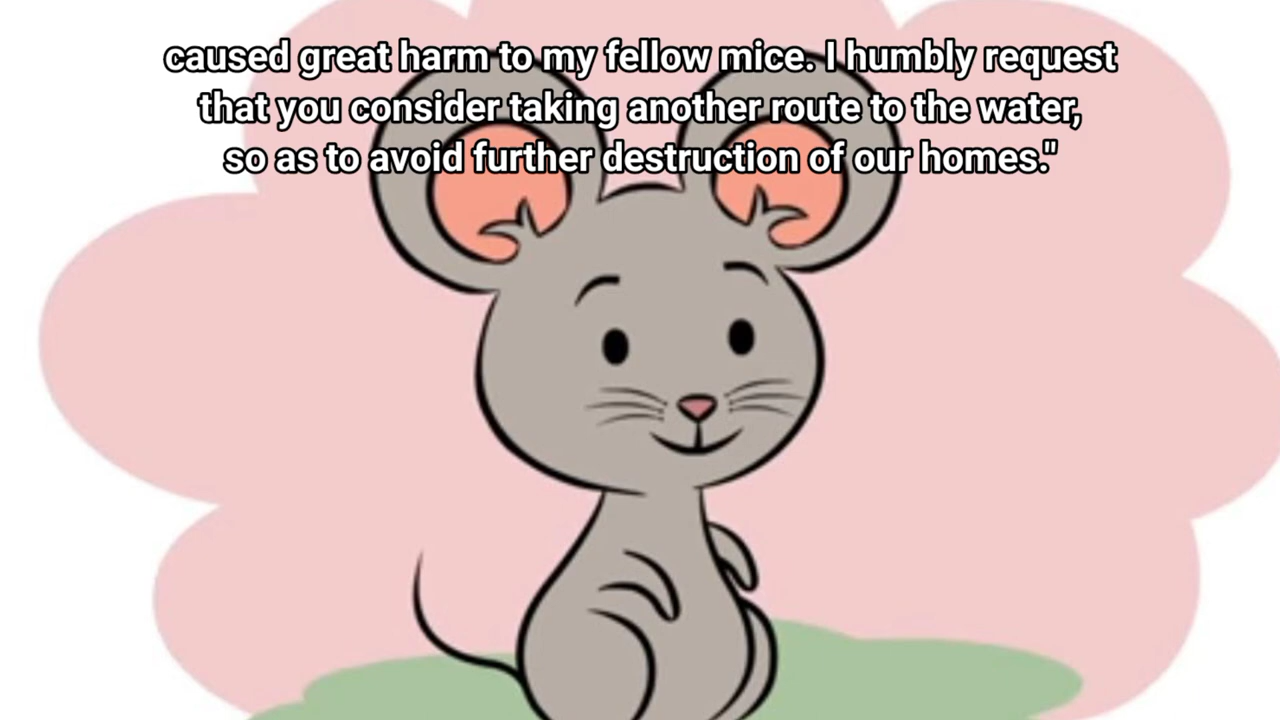 caused great harm to my fellow mice. I humbly request
that you consider taking another route to the water,
so as to avoid further destruction of our homes."